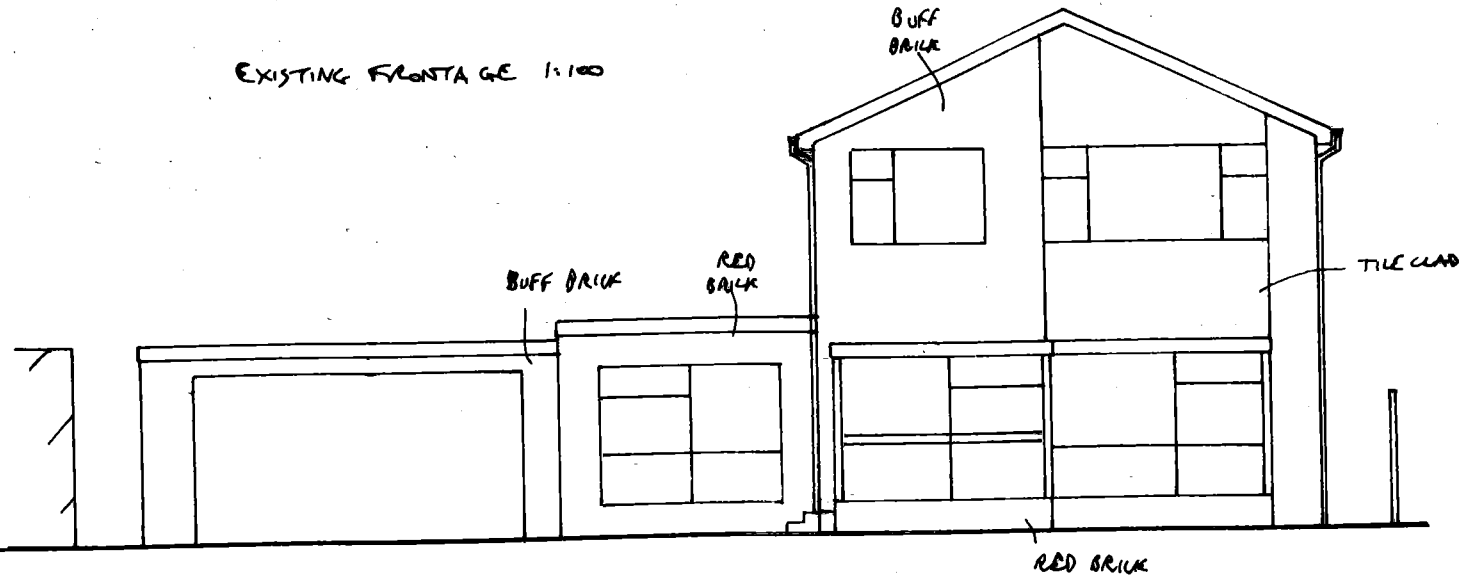 EXISTING FRONTAGE 1:100
BUFF
BRICK
BUFF BRICK
RED
BRICK
TILE CLAD
RED BRICK